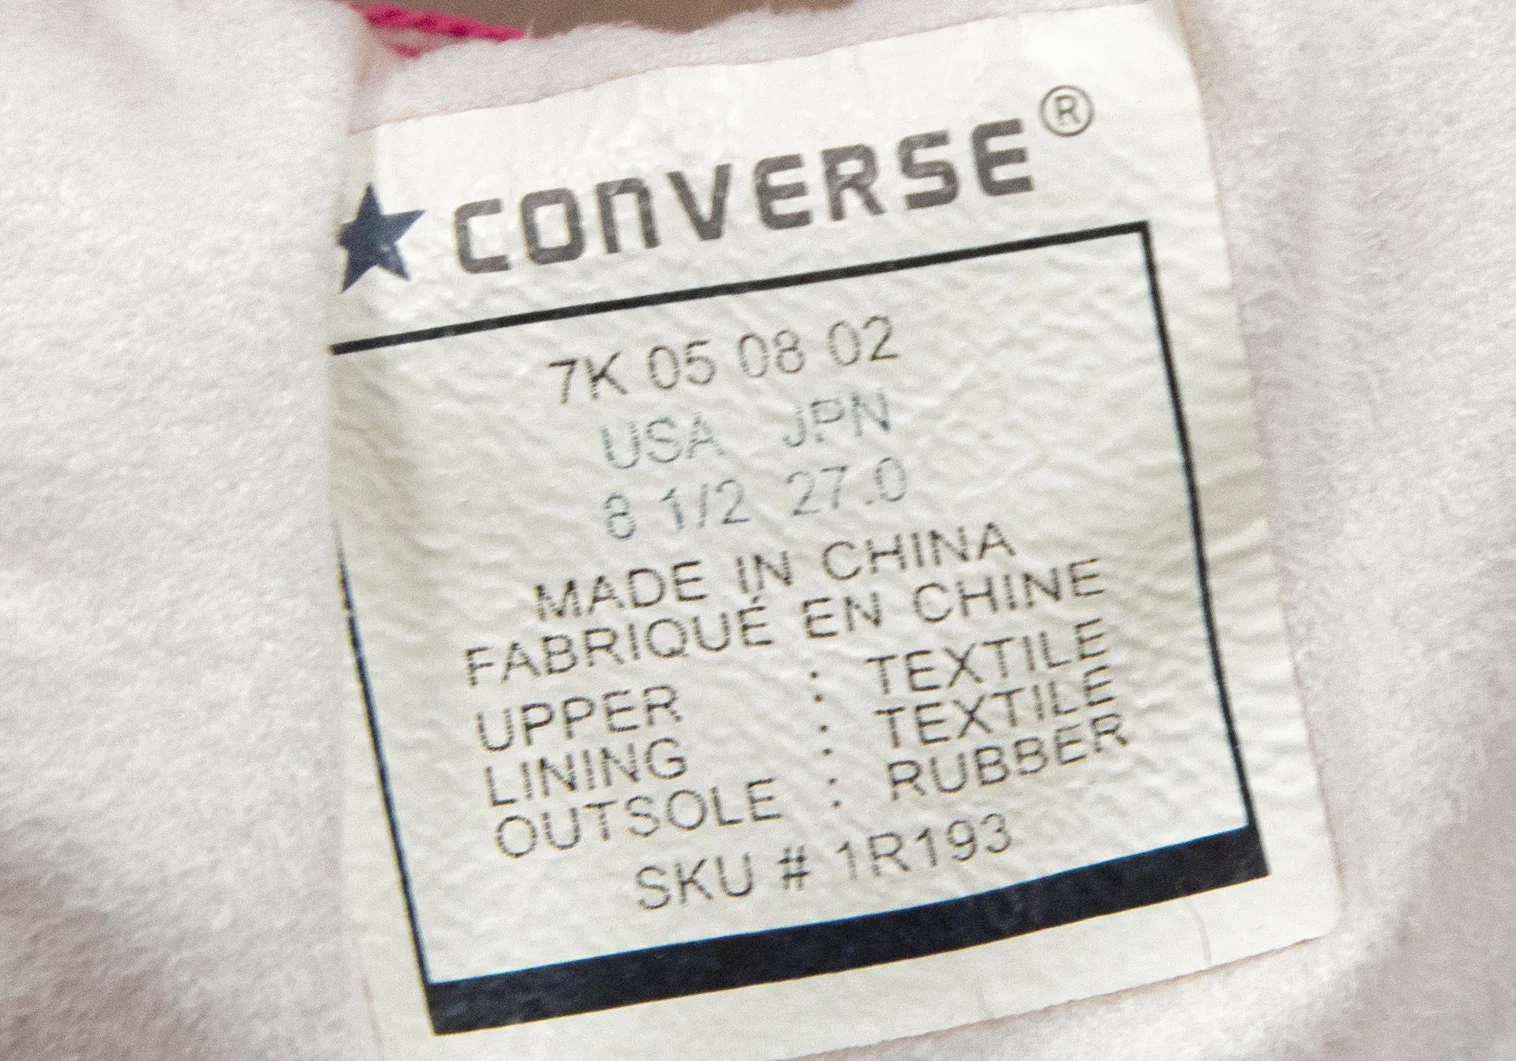 CONVERSE®
7K 05 08 02
USA JPN
8 1/2 27.0
MADE IN CHINA
FABRIQUÉ EN CHINE
UPPER : TEXTILE
LINING : TEXTILE
OUTSOLE : RUBBER
SKU # 1R193